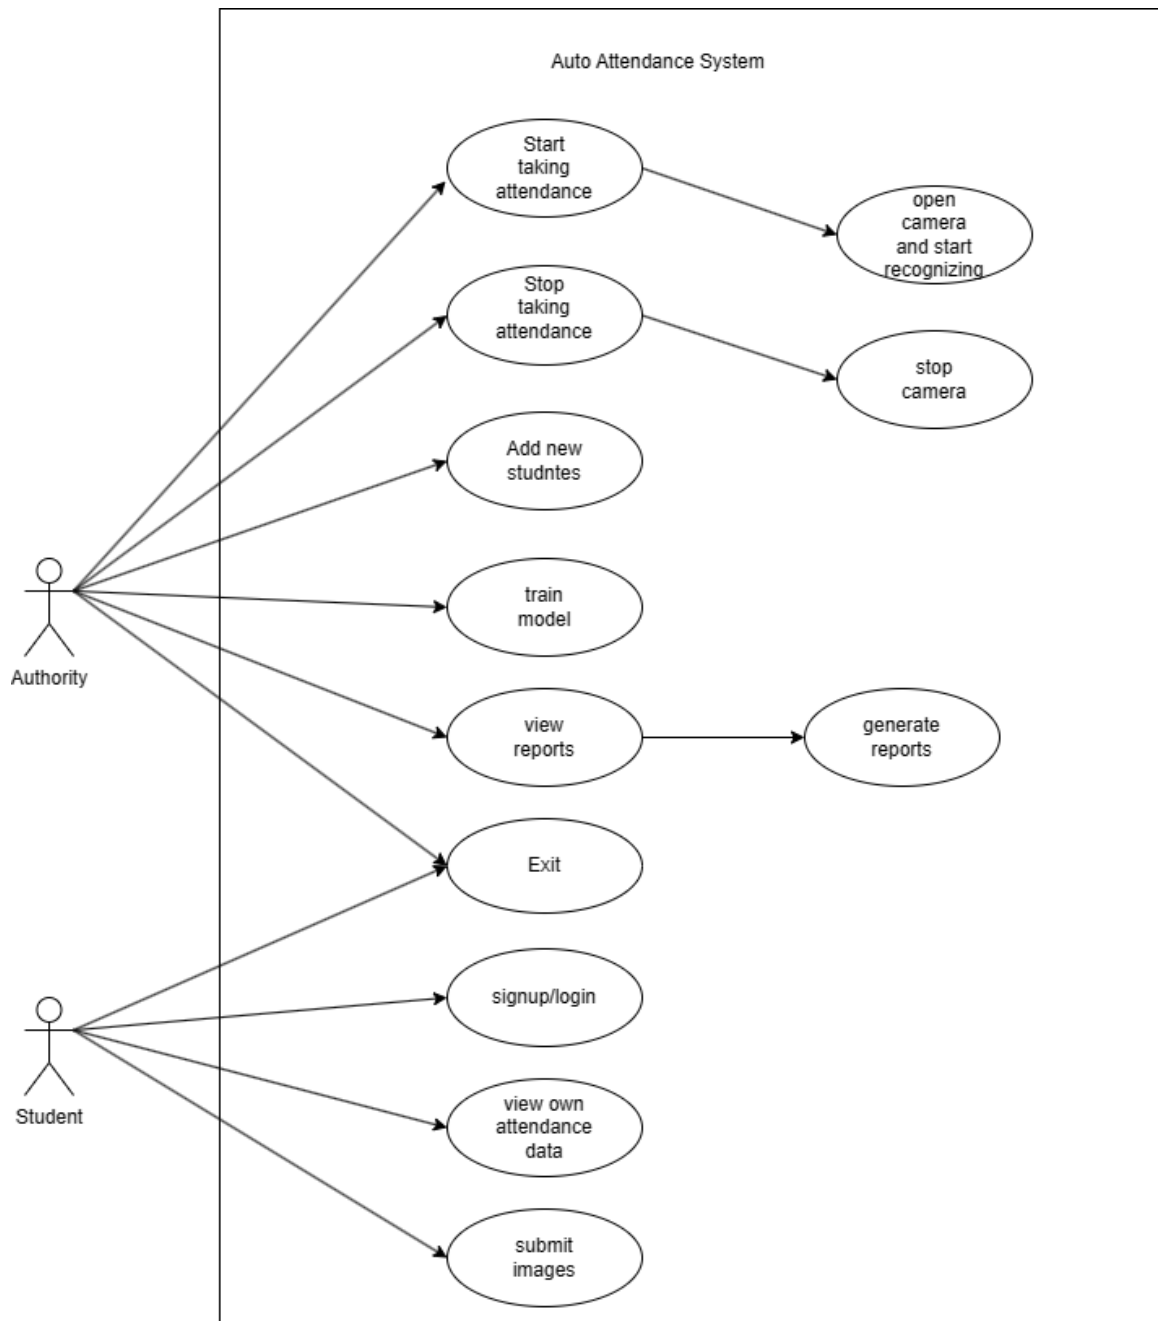 Auto Attendance System
Start
taking
attendance
open
camera
and start
recognizing
Stop
taking
attendance
stop
camera
Add new
studntes
train
model
Authority
view
reports
generate
reports
Exit
signup/login
Student
view own
attendance
data
submit
images